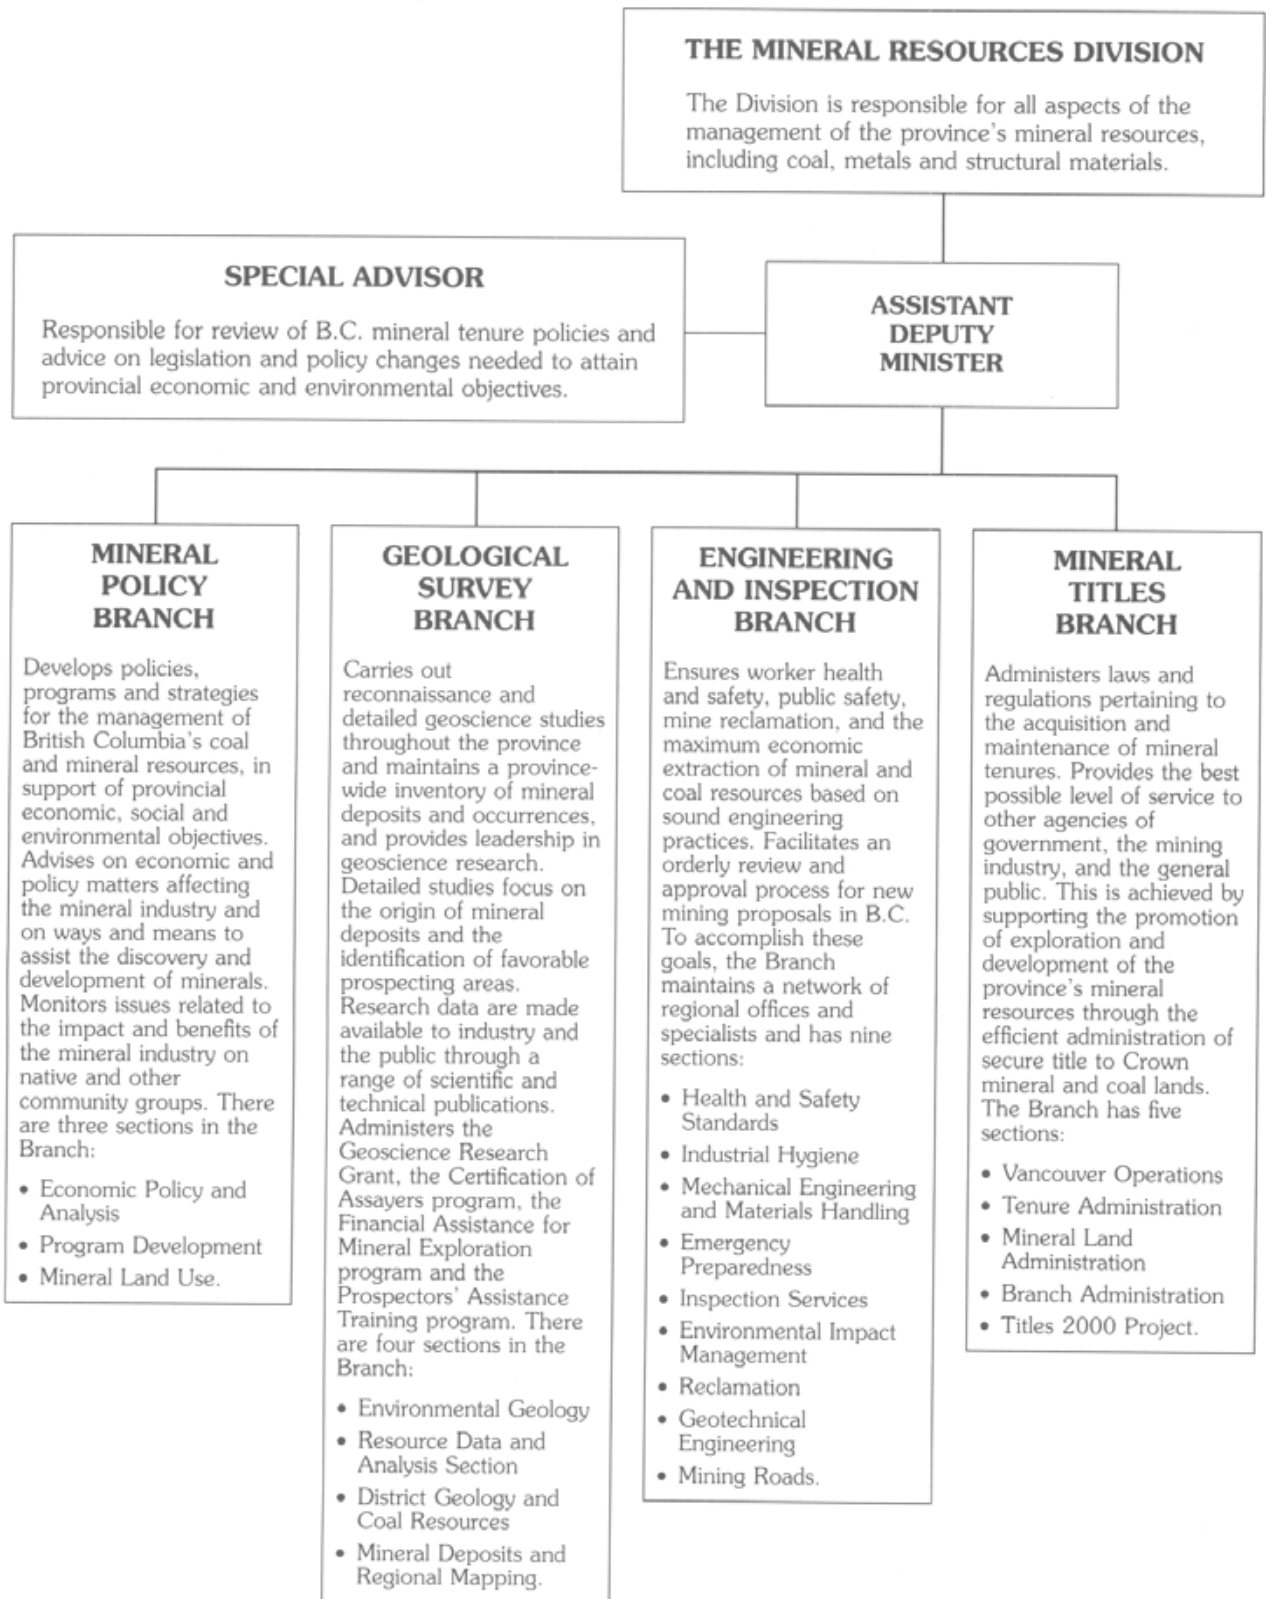 THE MINERAL RESOURCES DIVISION
The Division is responsible for all aspects of the
management of the province's mineral resources,
including coal, metals and structural materials.
SPECIAL ADVISOR
Responsible for review of B.C. mineral tenure policies and
advice on legislation and policy changes needed to attain
provincial economic and environmental objectives.
ASSISTANT
DEPUTY
MINISTER
MINERAL
POLICY
BRANCH
Develops policies,
programs and strategies
for the management of
British Columbia's coal
and mineral resources, in
support of provincial
economic, social and
environmental objectives.
Advises on economic and
policy matters affecting
the mineral industry and
on ways and means to
assist the discovery and
development of minerals.
Monitors issues related to
the impact and benefits of
the mineral industry on
native and other
community groups. There
are three sections in the
Branch:
• Economic Policy and
Analysis
• Program Development
• Mineral Land Use.
GEOLOGICAL
SURVEY
BRANCH
Carries out
reconnaissance and
detailed geoscience studies
throughout the province
and maintains a province-
wide inventory of mineral
deposits and occurrences,
and provides leadership in
geoscience research.
Detailed studies focus on
the origin of mineral
deposits and the
identification of favorable
prospecting areas.
Research data are made
available to industry and
the public through a
range of scientific and
technical publications.
Administers the
Geoscience Research
Grant, the Certification of
Assayers program, the
Financial Assistance for
Mineral Exploration
program and the
Prospectors' Assistance
Training program. There
are four sections in the
Branch:
• Environmental Geology
• Resource Data and
Analysis Section
• District Geology and
Coal Resources
• Mineral Deposits and
Regional Mapping.
ENGINEERING
AND INSPECTION
BRANCH
Ensures worker health
and safety, public safety,
mine reclamation, and the
maximum economic
extraction of mineral and
coal resources based on
sound engineering
practices. Facilitates an
orderly review and
approval process for new
mining proposals in B.C.
To accomplish these
goals, the Branch
maintains a network of
regional offices and
specialists and has nine
sections:
• Health and Safety
Standards
• Industrial Hygiene
• Mechanical Engineering
and Materials Handling
• Emergency
Preparedness
• Inspection Services
• Environmental Impact
Management
• Reclamation
• Geotechnical
Engineering
• Mining Roads.
MINERAL
TITLES
BRANCH
Administers laws and
regulations pertaining to
the acquisition and
maintenance of mineral
tenures. Provides the best
possible level of service to
other agencies of
government, the mining
industry, and the general
public. This is achieved by
supporting the promotion
of exploration and
development of the
province's mineral
resources through the
efficient administration of
secure title to Crown
mineral and coal lands.
The Branch has five
sections:
• Vancouver Operations
• Tenure Administration
• Mineral Land
Administration
• Branch Administration
• Titles 2000 Project.